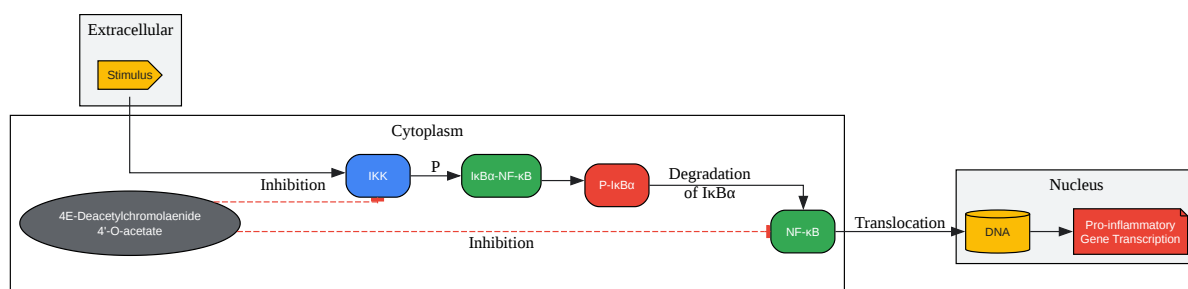 Extracellular
Stimulus
Cytoplasm
IKK
P
IκBα-NF-κB
P-IκBα
Degradation
of IκBα
Inhibition
4E-Deacetylchromolaenide
4'-O-acetate
Inhibition
NF-κB
Translocation
Nucleus
DNA
Pro-inflammatory
Gene Transcription